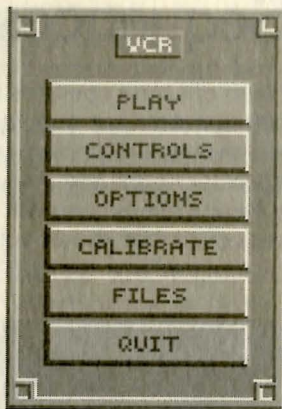 VCR
PLAY
CONTROLS
OPTIONS
CALIBRATE
FILES
QUIT